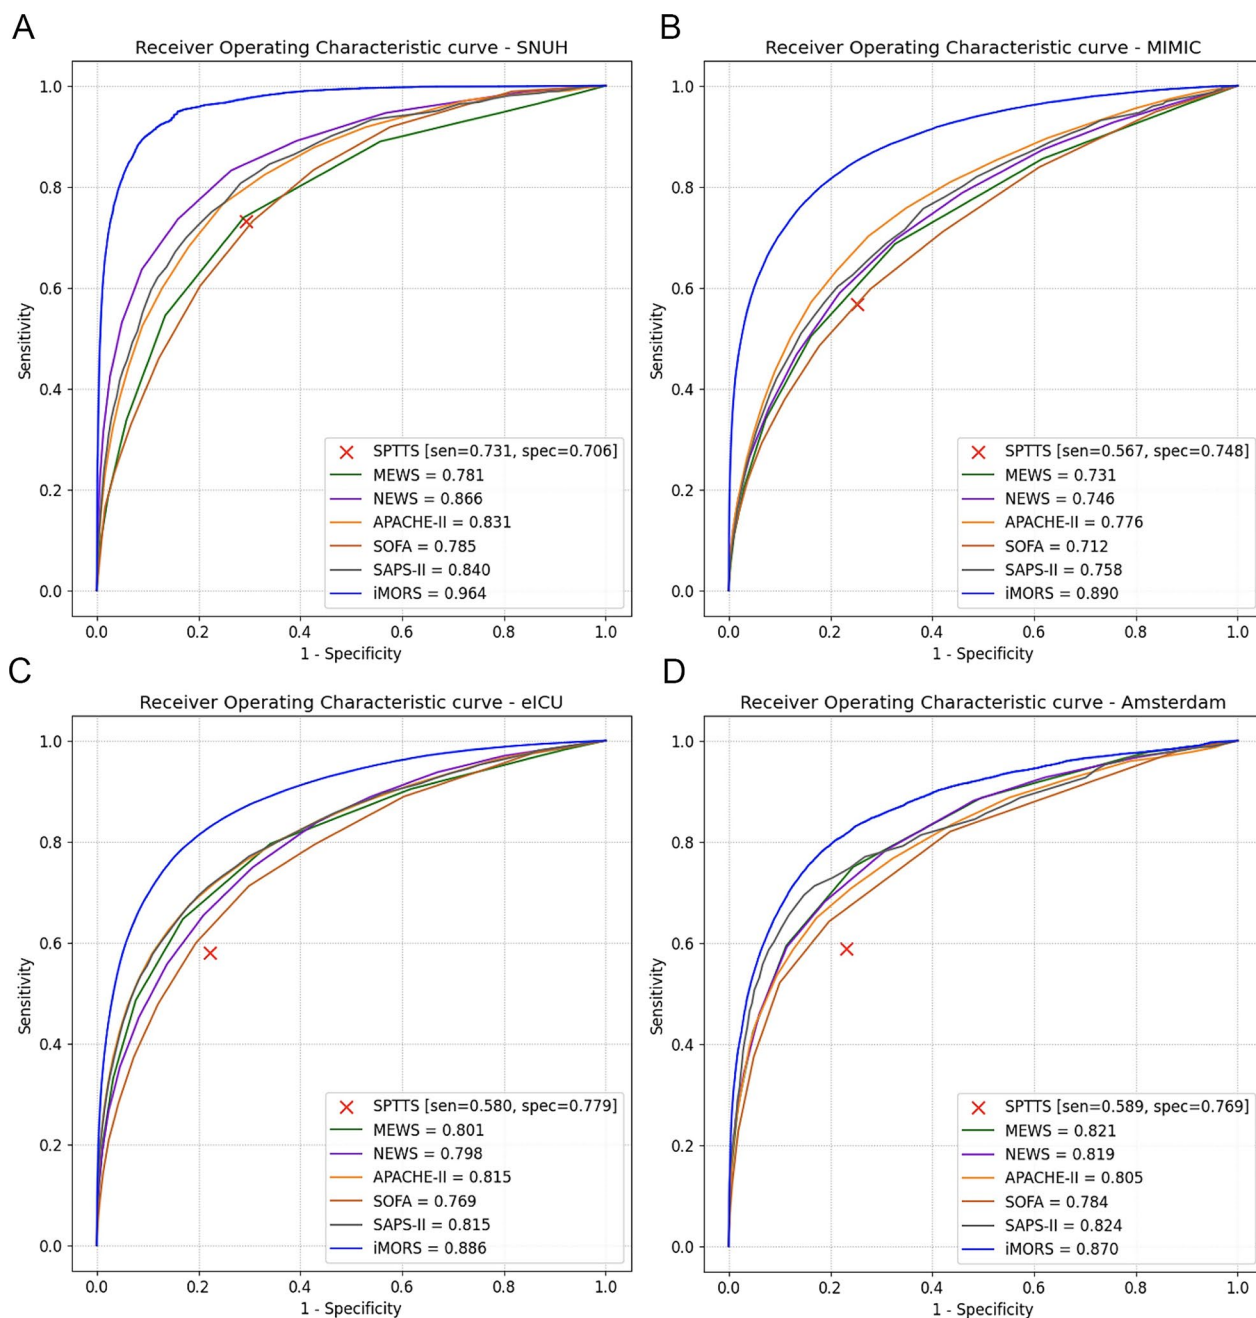 A
Receiver Operating Characteristic curve - SNUH
1.0
0.8
0.6
0.4
0.2
0.0
Sensitivity
SPTTS [sen=0.731, spec=0.706]
MEWS = 0.781
NEWS = 0.866
APACHE-II = 0.831
SOFA = 0.785
SAPS-II = 0.840
iMORS = 0.964
0.0 0.2 0.4 0.6 0.8 1.0
1 - Specificity
B
Receiver Operating Characteristic curve - MIMIC
1.0
0.8
0.6
0.4
0.2
0.0
Sensitivity
SPTTS [sen=0.567, spec=0.748]
MEWS = 0.731
NEWS = 0.746
APACHE-II = 0.776
SOFA = 0.712
SAPS-II = 0.758
iMORS = 0.890
0.0 0.2 0.4 0.6 0.8 1.0
1 - Specificity
C
Receiver Operating Characteristic curve - eICU
1.0
0.8
0.6
0.4
0.2
0.0
Sensitivity
SPTTS [sen=0.580, spec=0.779]
MEWS = 0.801
NEWS = 0.798
APACHE-II = 0.815
SOFA = 0.769
SAPS-II = 0.815
iMORS = 0.886
0.0 0.2 0.4 0.6 0.8 1.0
1 - Specificity
D
Receiver Operating Characteristic curve - Amsterdam
1.0
0.8
0.6
0.4
0.2
0.0
Sensitivity
SPTTS [sen=0.589, spec=0.769]
MEWS = 0.821
NEWS = 0.819
APACHE-II = 0.805
SOFA = 0.784
SAPS-II = 0.824
iMORS = 0.870
0.0 0.2 0.4 0.6 0.8 1.0
1 - Specificity